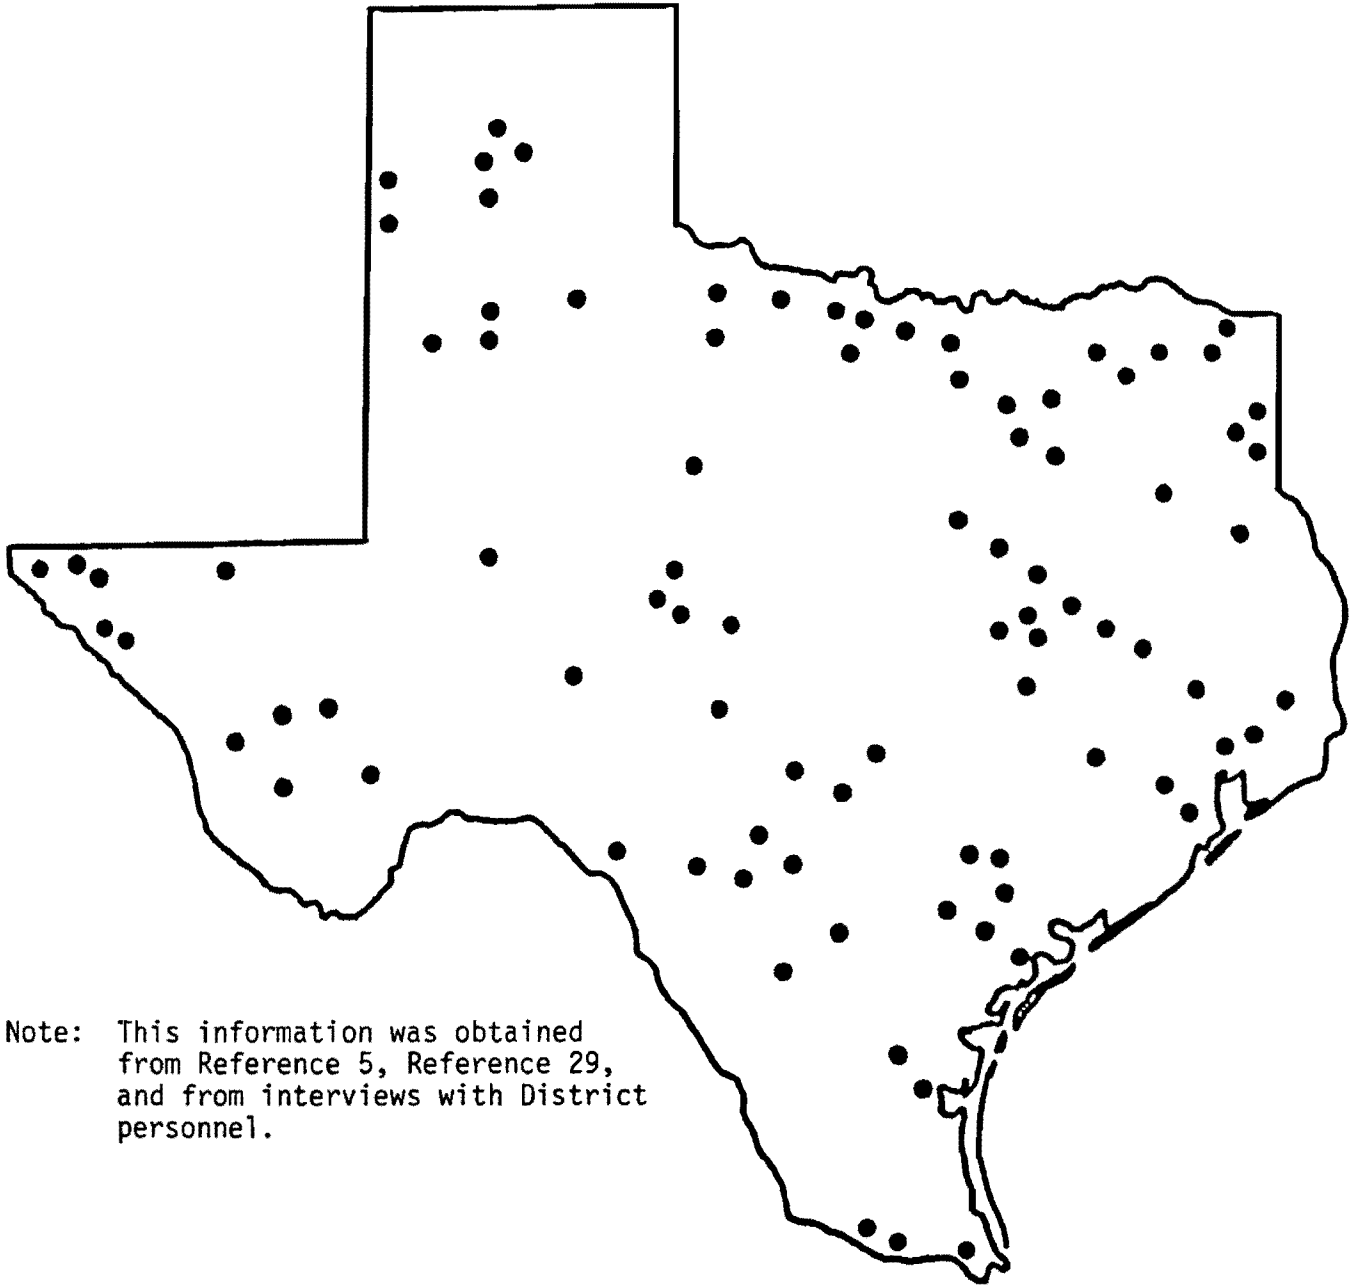 Note: This information was obtained
from Reference 5, Reference 29,
and from interviews with District
personnel.